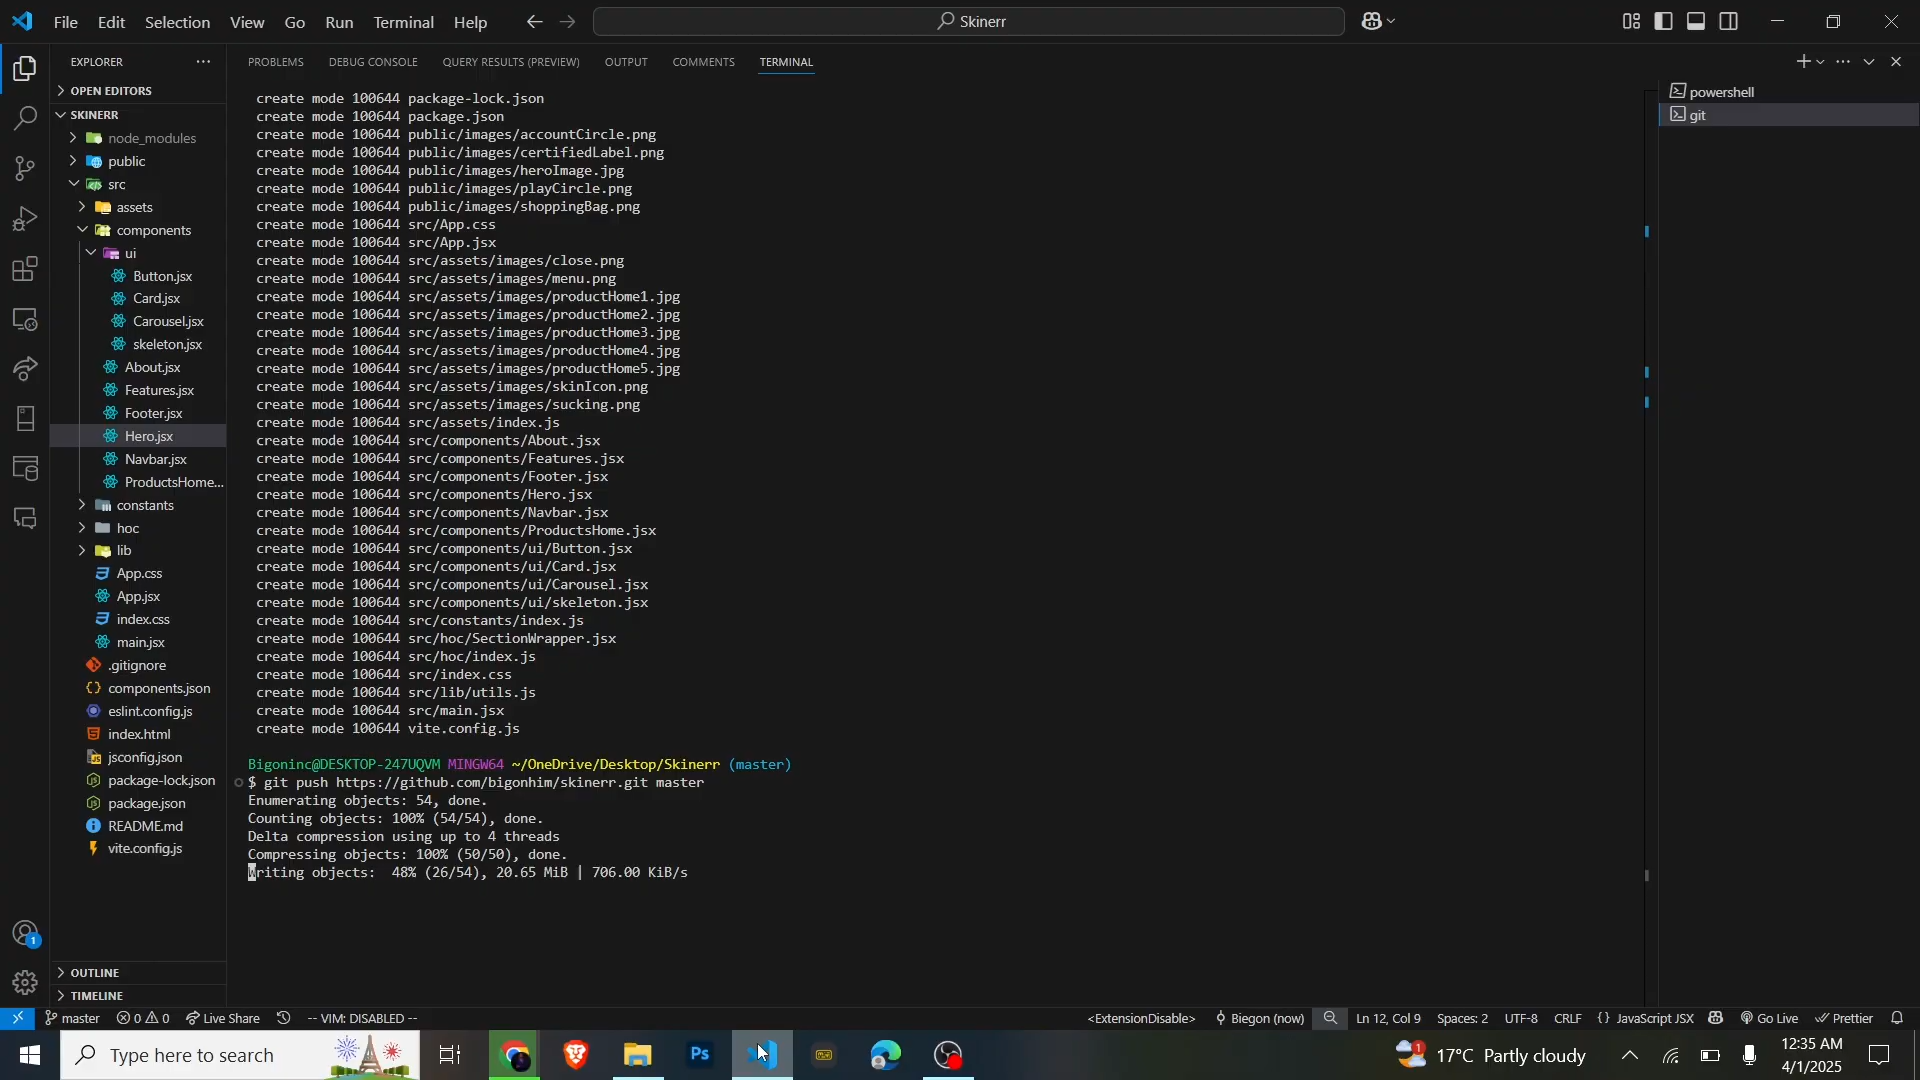 File Edit Selection View Go Run Terminal Help
Skinerr
EXPLORER
OPEN EDITORS
SKINERR
node_modules
public
src
assets
components
ui
Button.jsx
Card.jsx
Carousel.jsx
skeleton.jsx
About.jsx
Features.jsx
Footer.jsx
Hero.jsx
Navbar.jsx
ProductsHome...
constants
hoc
lib
App.css
App.jsx
index.css
main.jsx
.gitignore
components.json
eslint.config.js
index.html
jsconfig.json
package-lock.json
package.json
README.md
vite.config.js
OUTLINE
TIMELINE
PROBLEMS DEBUG CONSOLE QUERY RESULTS (PREVIEW) OUTPUT COMMENTS TERMINAL
create mode 100644 package-lock.json
create mode 100644 package.json
create mode 100644 public/images/accountCircle.png
create mode 100644 public/images/certifiedLabel.png
create mode 100644 public/images/heroImage.jpg
create mode 100644 public/images/playCircle.png
create mode 100644 public/images/shoppingBag.png
create mode 100644 src/App.css
create mode 100644 src/App.jsx
create mode 100644 src/assets/images/close.png
create mode 100644 src/assets/images/menu.png
create mode 100644 src/assets/images/productHome1.jpg
create mode 100644 src/assets/images/productHome2.jpg
create mode 100644 src/assets/images/productHome3.jpg
create mode 100644 src/assets/images/productHome4.jpg
create mode 100644 src/assets/images/productHome5.jpg
create mode 100644 src/assets/images/skinIcon.png
create mode 100644 src/assets/images/sucking.png
create mode 100644 src/assets/index.js
create mode 100644 src/components/About.jsx
create mode 100644 src/components/Features.jsx
create mode 100644 src/components/Footer.jsx
create mode 100644 src/components/Hero.jsx
create mode 100644 src/components/Navbar.jsx
create mode 100644 src/components/ProductsHome.jsx
create mode 100644 src/components/ui/Button.jsx
create mode 100644 src/components/ui/Card.jsx
create mode 100644 src/components/ui/Carousel.jsx
create mode 100644 src/components/ui/skeleton.jsx
create mode 100644 src/constants/index.js
create mode 100644 src/hoc/SectionWrapper.jsx
create mode 100644 src/hoc/index.js
create mode 100644 src/index.css
create mode 100644 src/lib/utils.js
create mode 100644 src/main.jsx
create mode 100644 vite.config.js
Bigoninc@DESKTOP-247UQVM MINGW64 ~/OneDrive/Desktop/Skinerr (master)
$ git push https://github.com/bigonhim/skinerr.git master
Enumerating objects: 54, done.
Counting objects: 100% (54/54), done.
Delta compression using up to 4 threads
Compressing objects: 100% (50/50), done.
Writing objects: 48% (26/54), 20.65 MiB | 706.00 KiB/s
powershell
git
1
master 0 0 Live Share -- VIM: DISABLED -- <ExtensionDisable> Biegon (now) Ln 12, Col 9 Spaces: 2 UTF-8 CRLF {} JavaScript JSX Go Live Prettier
Type here to search
Ps
1
17°C Partly cloudy
12:35 AM
4/1/2025